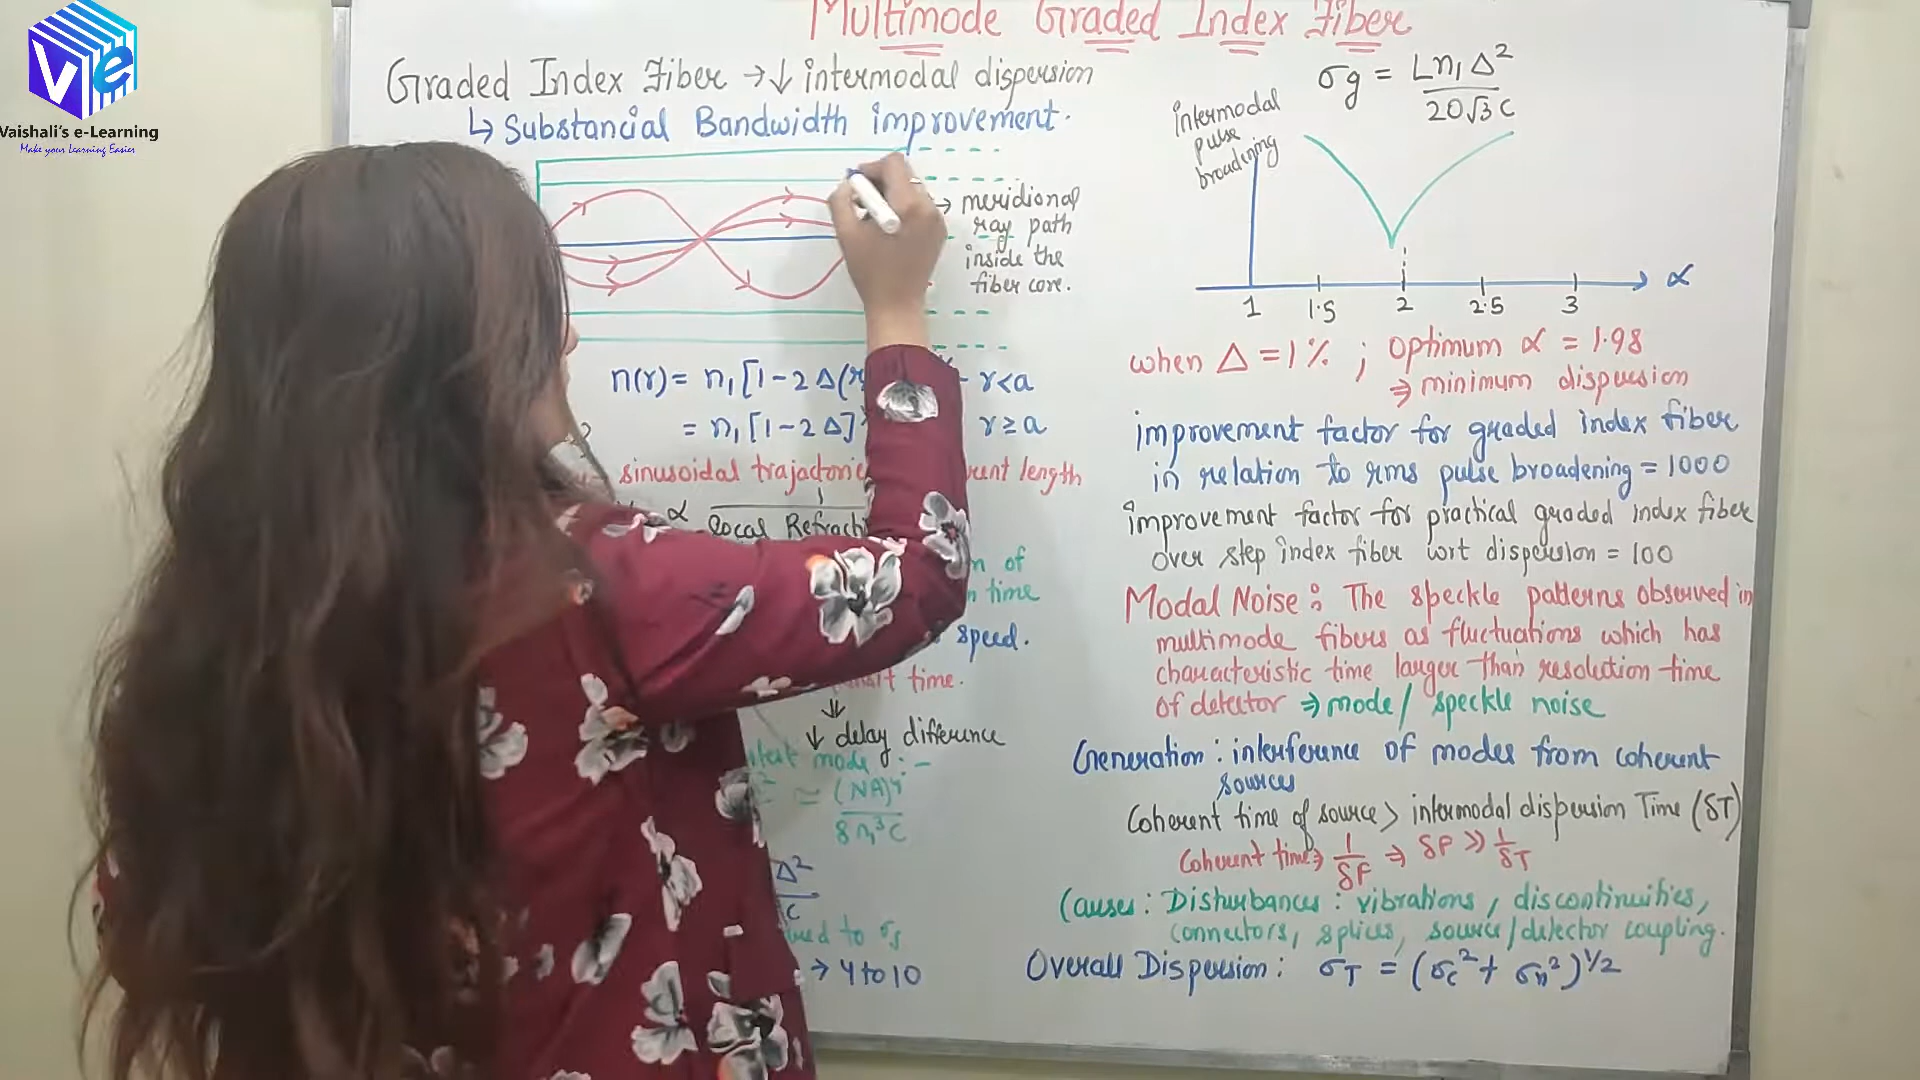 Ve
Vaishali's e-Learning
Make your Learning Easier
Multimode Graded Index Fiber
Graded Index Fiber → ↓ intermodal dispersion
↳ Substancial Bandwidth improvement.
→ meridional
ray path
inside the
fiber core.
n(r) = n₁ [1-2Δ(r r<a
= n₁ [1-2Δ] r ≥ a
sinusoidal trajactorie length
α local Refracti
of
time
speed.
time.
⇓
↓ delay difference
mode :-
≃ (NA)⁴
8n₁³C
Δ²
C
to σs
→ 4 to 10
σg = Ln₁Δ²
20√3C
intermodal
pulse
broadening
1 1.5 2 2.5 3 α
when Δ = 1% ; Optimum α = 1.98
⇒ minimum dispersion
improvement factor for graded index fiber
in relation to rms pulse broadening = 1000
improvement factor for practical graded index fiber
over step index fiber wrt dispersion = 100
Modal Noise : The speckle patterns observed in
multimode fibers as fluctuations which has
characteristic time larger than resolution time
of detector ⇒ mode/ speckle noise
Generation : interference of modes from coherent
sources
Coherent time of source > intermodal dispersion Time (δT)
Coherent time ⇒ 1/δf ⇒ δf >> 1/δT
Causes : Disturbances : vibrations, discontinuities,
connectors, splices, source/detector coupling.
Overall Dispersion : σT = (σc² + σn²)^1/2